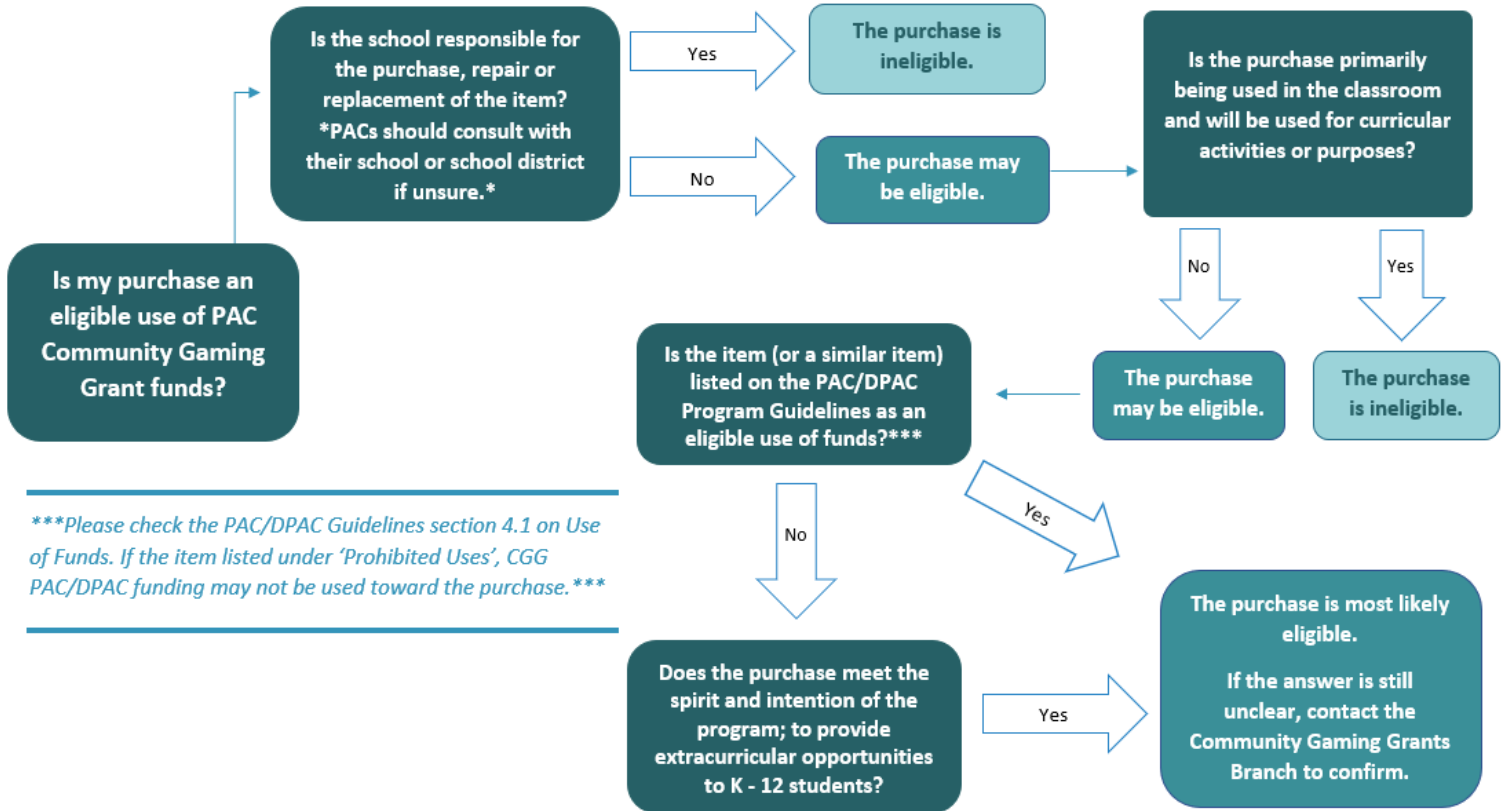 Is my purchase an
eligible use of PAC
Community Gaming
Grant funds?
Is the school responsible for
the purchase, repair or
replacement of the item?
*PACs should consult with
their school or school district
if unsure.*
Yes
The purchase is
ineligible.
No
The purchase may
be eligible.
Is the purchase primarily
being used in the classroom
and will be used for curricular
activities or purposes?
No
Yes
The purchase
may be eligible.
The purchase
is ineligible.
Is the item (or a similar item)
listed on the PAC/DPAC
Program Guidelines as an
eligible use of funds?***
Yes
No
***Please check the PAC/DPAC Guidelines section 4.1 on Use
of Funds. If the item listed under ‘Prohibited Uses’, CGG
PAC/DPAC funding may not be used toward the purchase.***
Does the purchase meet the
spirit and intention of the
program; to provide
extracurricular opportunities
to K - 12 students?
Yes
The purchase is most likely
eligible.
If the answer is still
unclear, contact the
Community Gaming Grants
Branch to confirm.